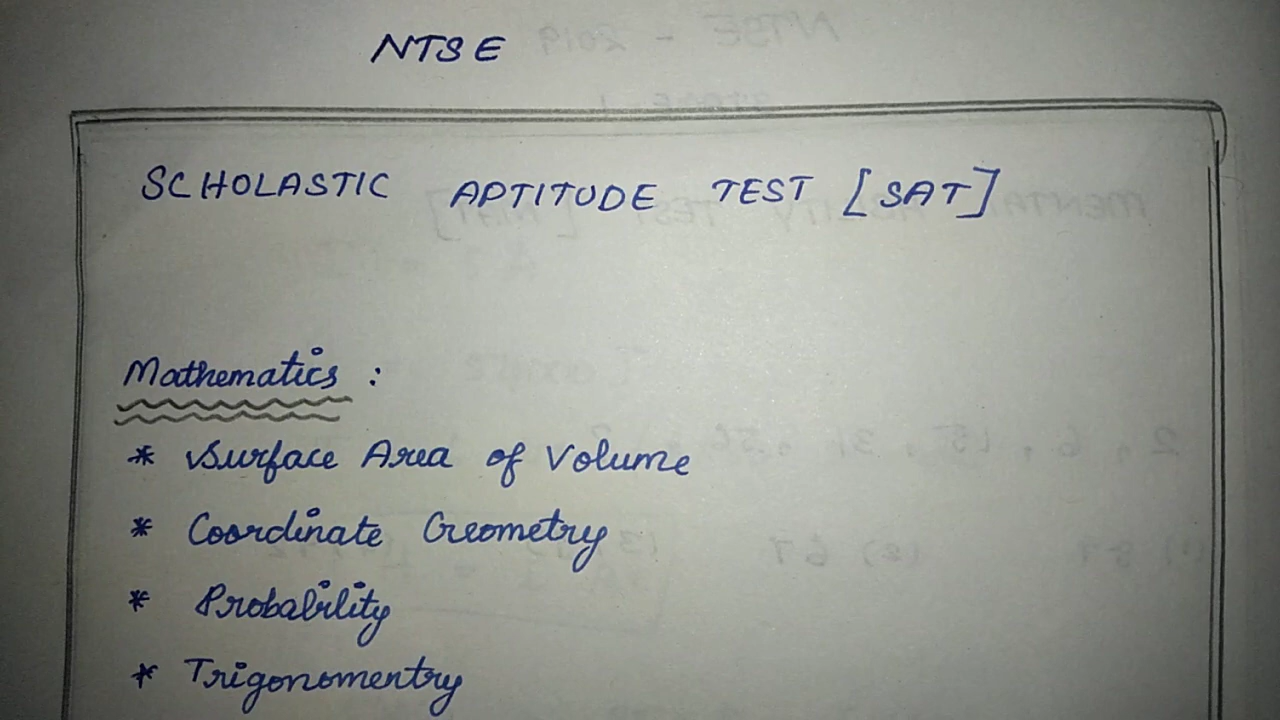 NTSE
SCHOLASTIC APTITUDE TEST [SAT]
Mathematics :
* Surface Area of Volume
* Coordinate Geometry
* Probability
* Trigonomentry